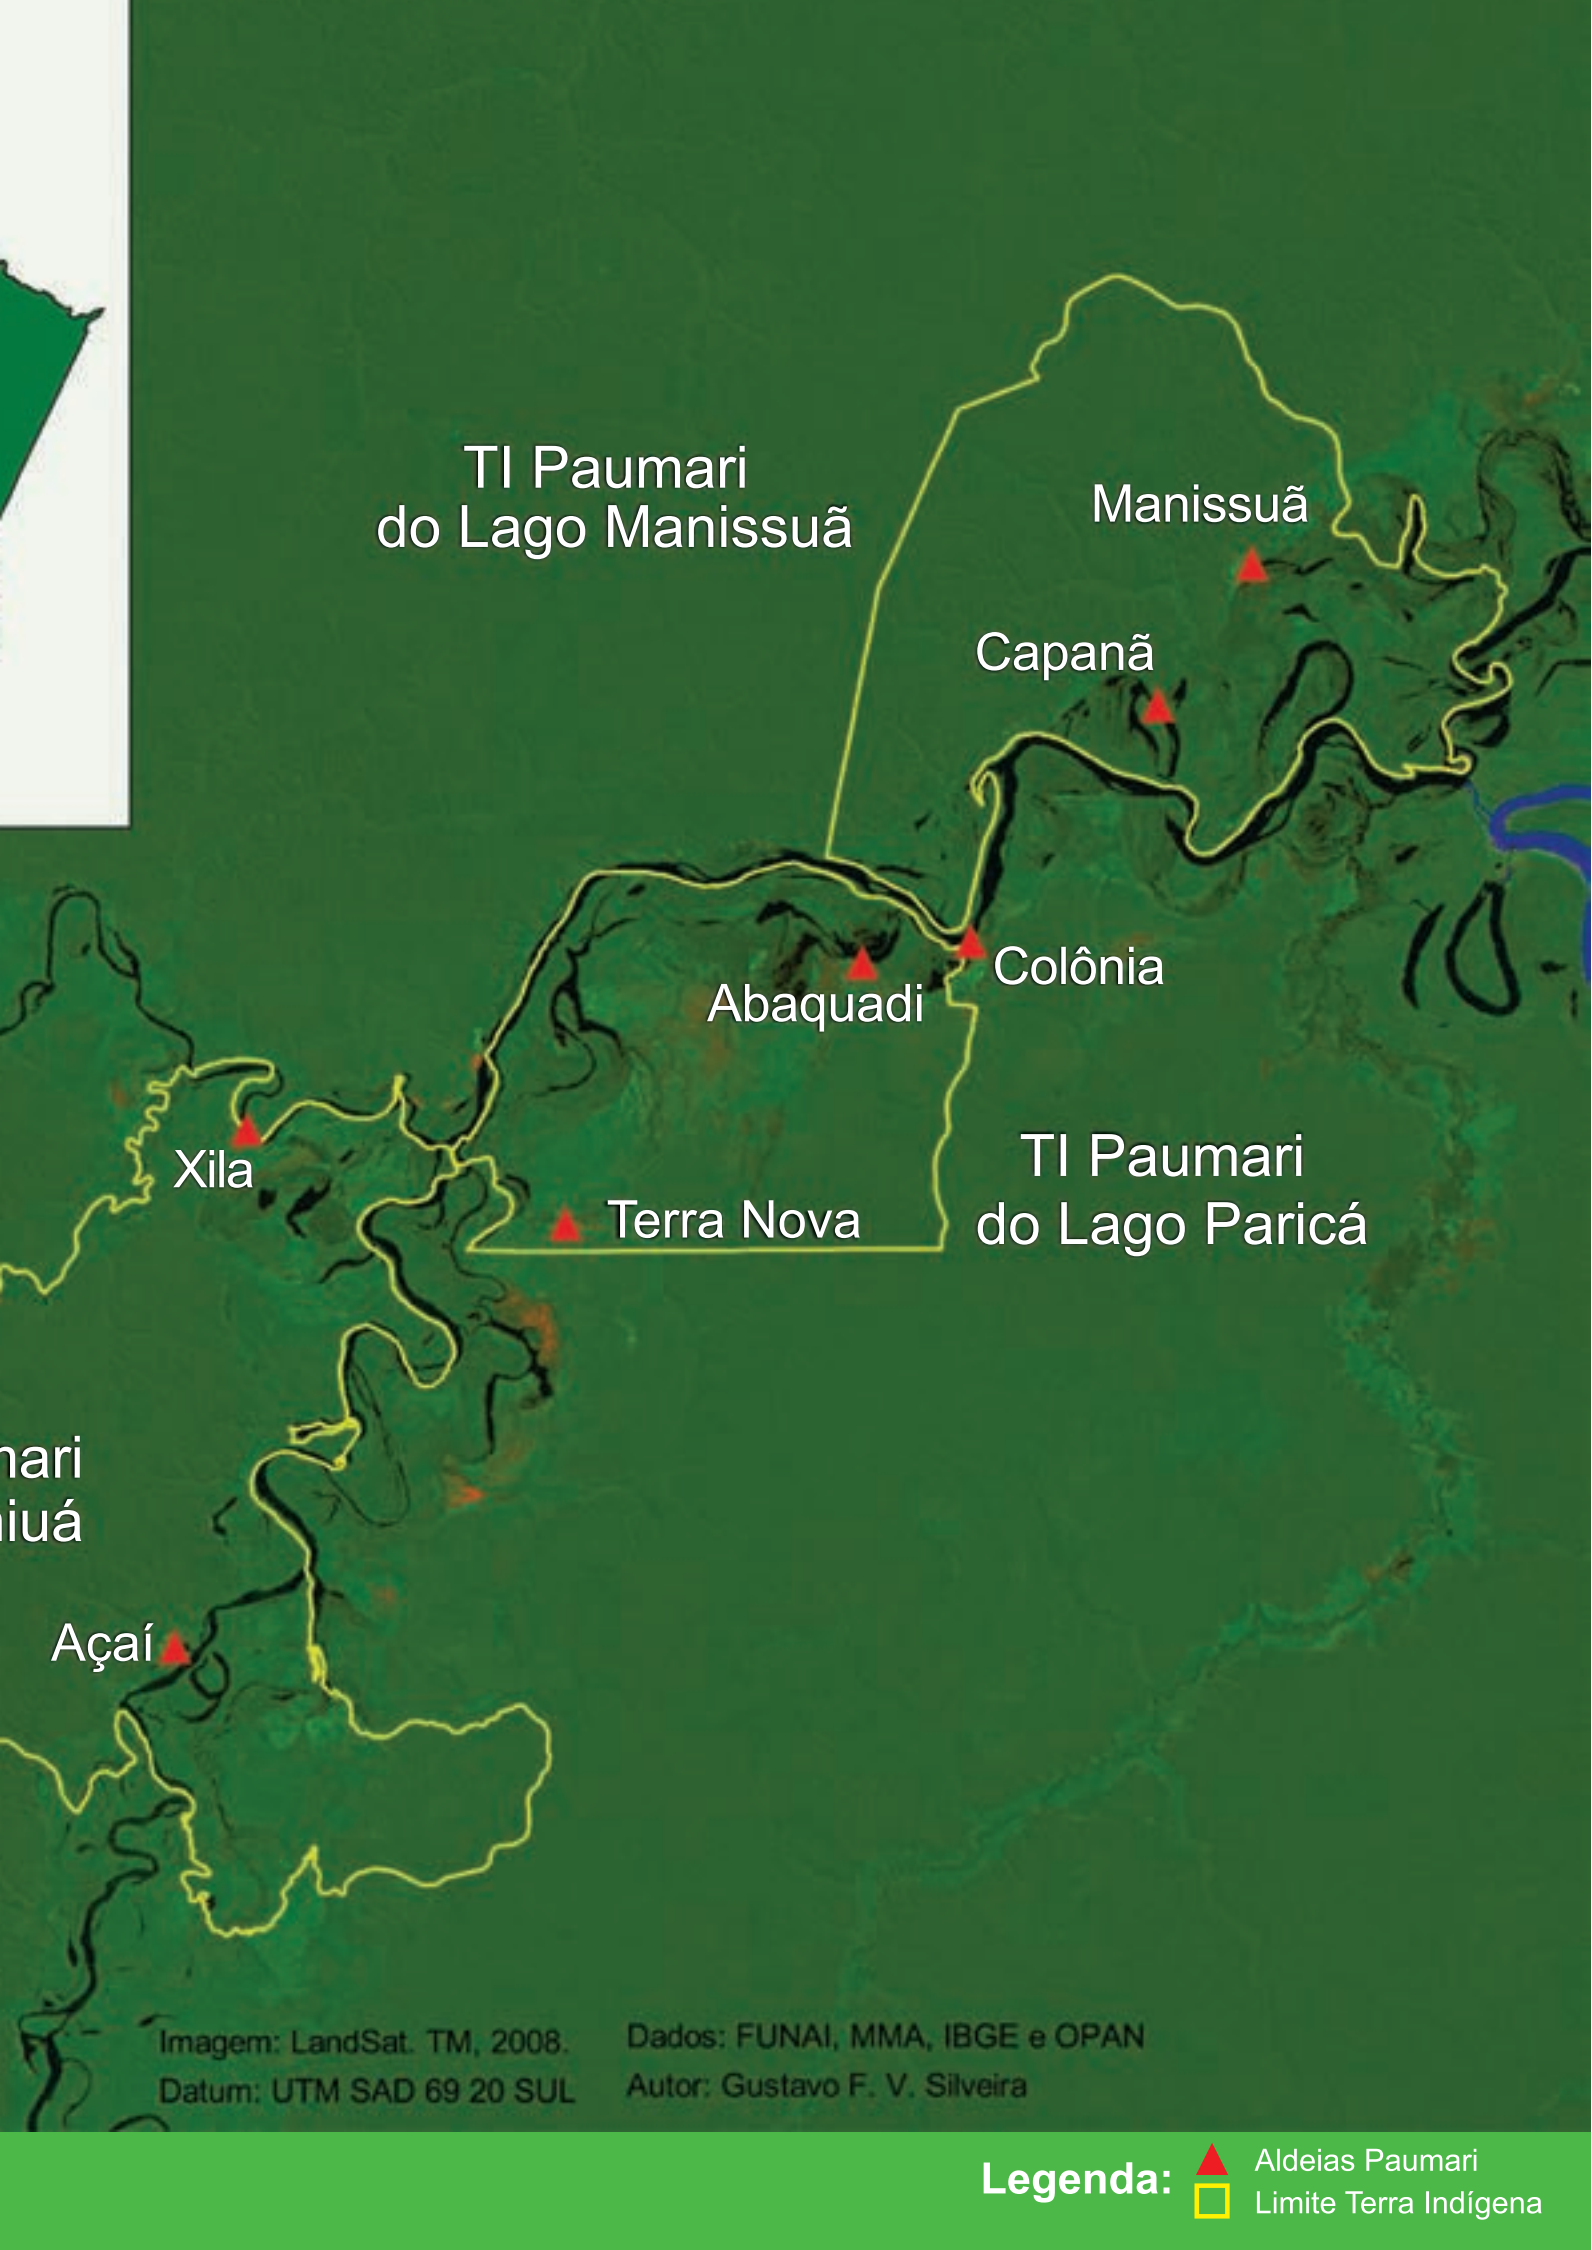 TI Paumari
do Lago Manissuã
Manissuã
Capanã
Colônia
Abaquadi
Xila
TI Paumari
do Lago Paricá
Terra Nova
mari
iuá
Açaí
Imagem: LandSat. TM, 2008.
Datum: UTM SAD 69 20 SUL
Dados: FUNAI, MMA, IBGE e OPAN
Autor: Gustavo F. V. Silveira
Legenda:
Aldeias Paumari
Limite Terra Indígena